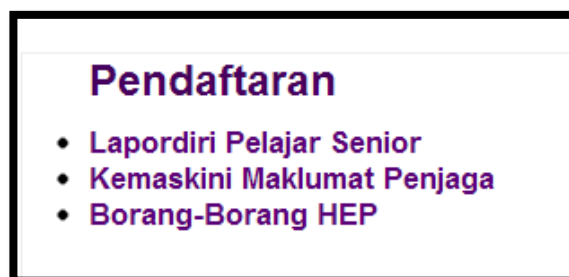 Pendaftaran
Lapordiri Pelajar Senior
Kemaskini Maklumat Penjaga
Borang-Borang HEP